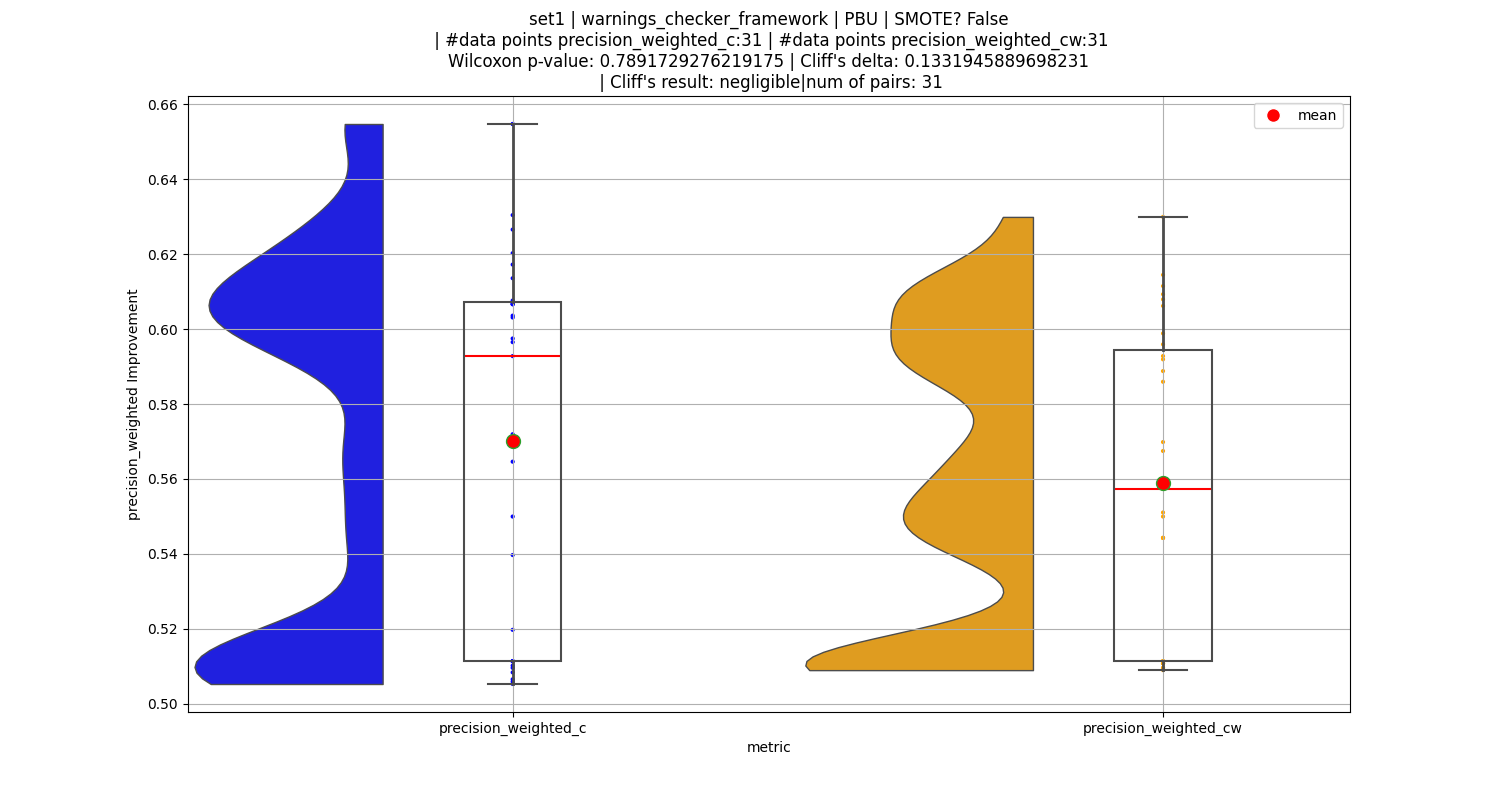 set1 | warnings_checker_framework | PBU | SMOTE? False
| #data points precision_weighted_c:31 | #data points precision_weighted_cw:31
Wilcoxon p-value: 0.7891729276219175 | Cliff's delta: 0.1331945889698231
| Cliff's result: negligible|num of pairs: 31
mean
0.66
0.64
0.62
0.60
0.58
0.56
0.54
0.52
0.50
precision_weighted Improvement
precision_weighted_c
precision_weighted_cw
metric